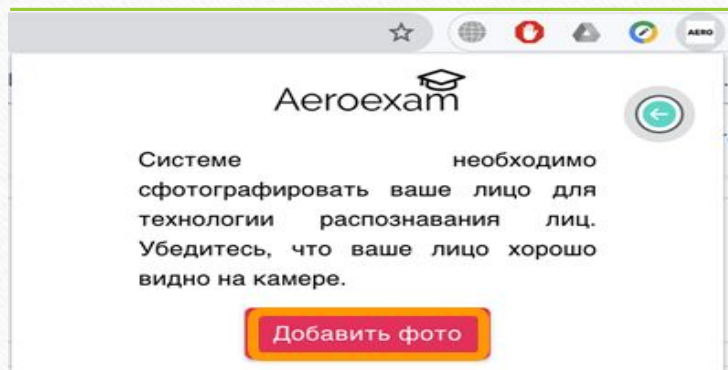 AERO
Aeroexam
Системе необходимо
сфотографировать ваше лицо для
технологии распознавания лиц.
Убедитесь, что ваше лицо хорошо
видно на камере.
Добавить фото